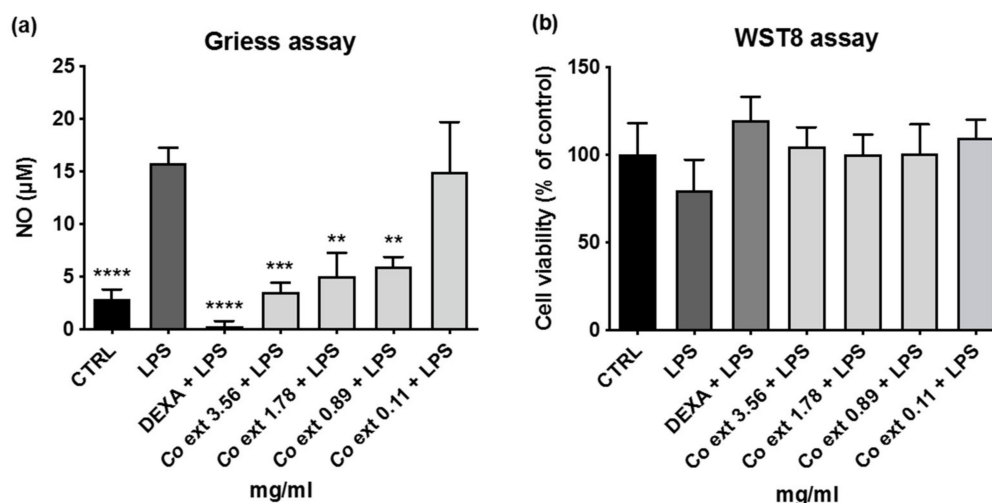 (a)
Griess assay
NO (µM)
25
20
15
10
5
0
****
****
***
**
**
CTRL
LPS
DEXA + LPS
Co ext 3.56 + LPS
Co ext 1.78 + LPS
Co ext 0.89 + LPS
Co ext 0.11 + LPS
mg/ml
(b)
WST8 assay
Cell viability (% of control)
150
100
50
0
CTRL
LPS
DEXA + LPS
Co ext 3.56 + LPS
Co ext 1.78 + LPS
Co ext 0.89 + LPS
Co ext 0.11 + LPS
mg/ml